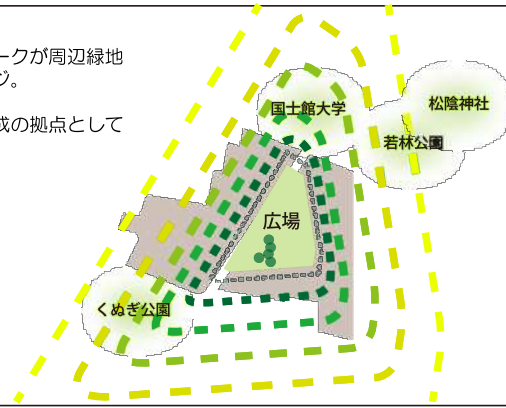 ークが周辺緑地
ジ。
成の拠点として
国士館大学
松陰神社
若林公園
広場
くぬぎ公園